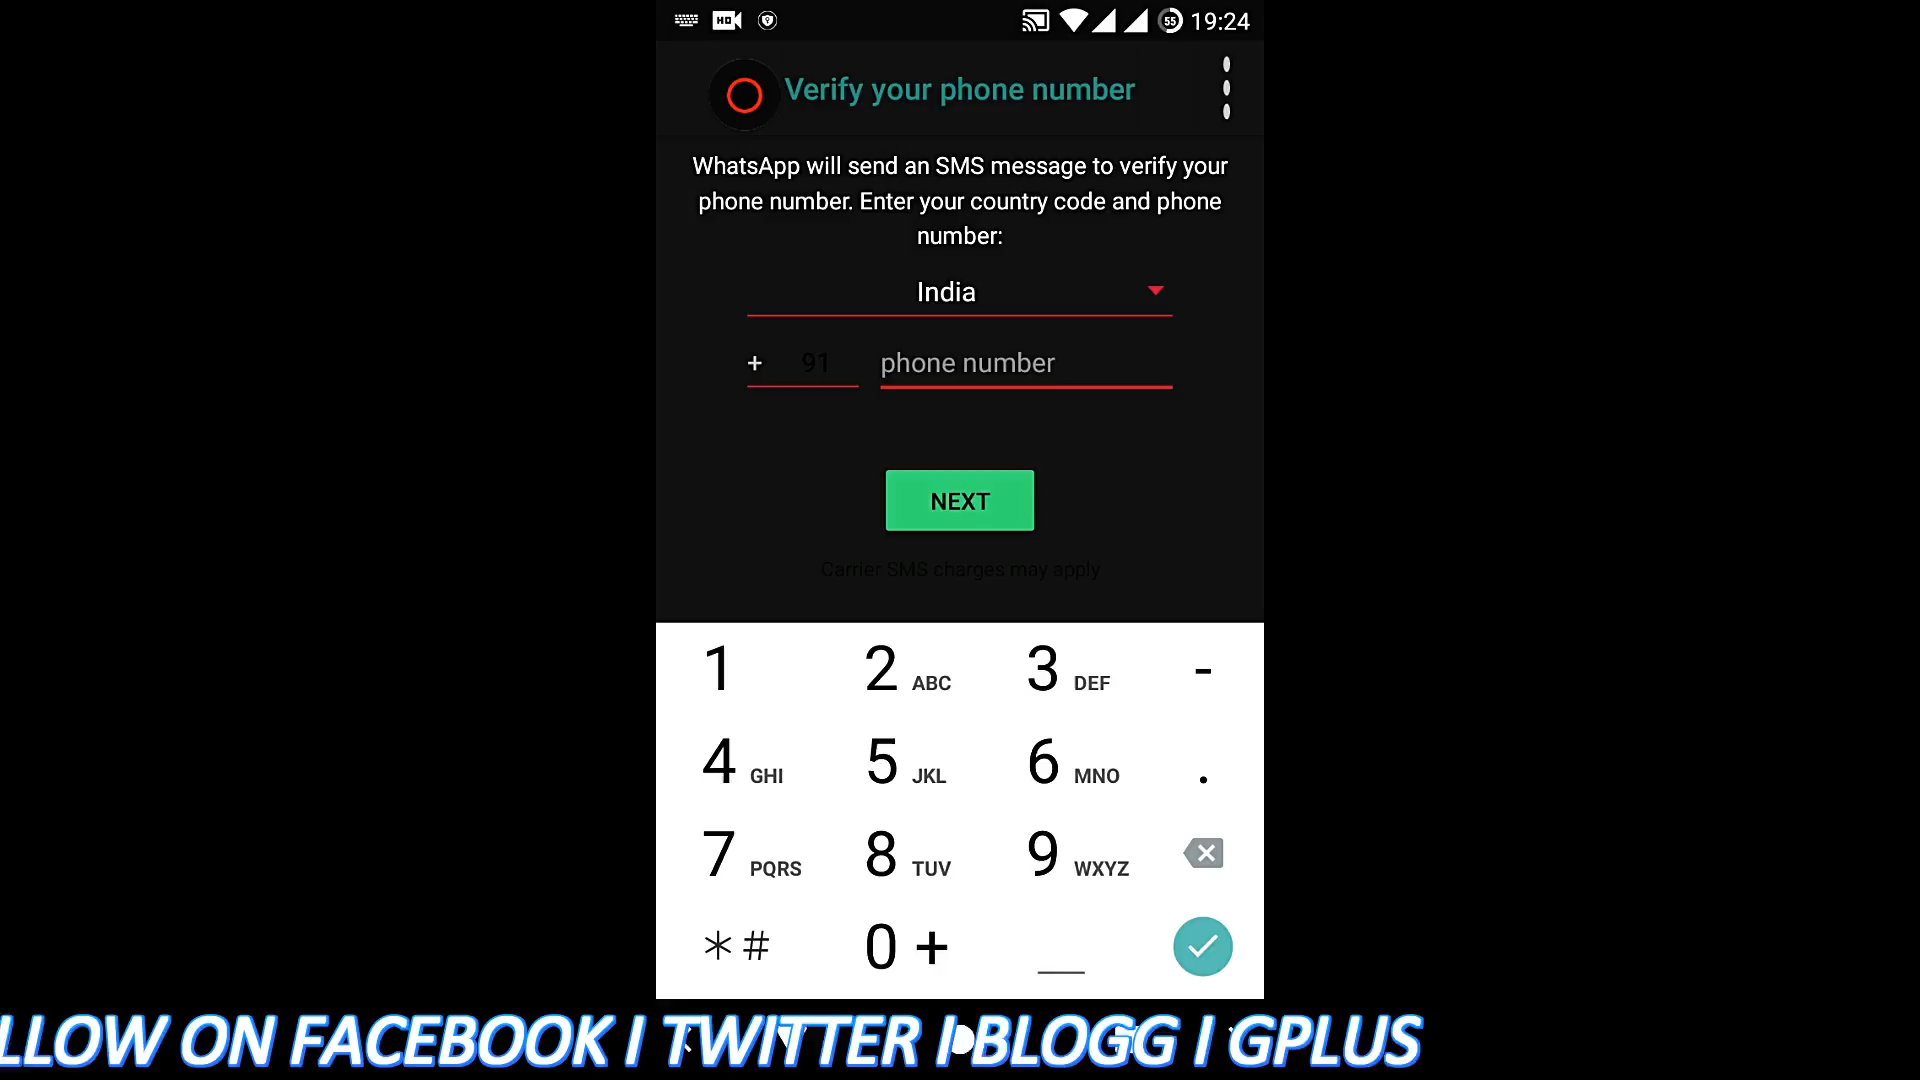 HD 55 19:24
Verify your phone number
WhatsApp will send an SMS message to verify your
phone number. Enter your country code and phone
number:
India
+ 91 phone number
NEXT
Carrier SMS charges may apply
1 2 ABC 3 DEF -
4 GHI 5 JKL 6 MNO .
7 PQRS 8 TUV 9 WXYZ
*# 0 + _
LLOW ON FACEBOOK I TWITTER I BLOGG I GPLUS